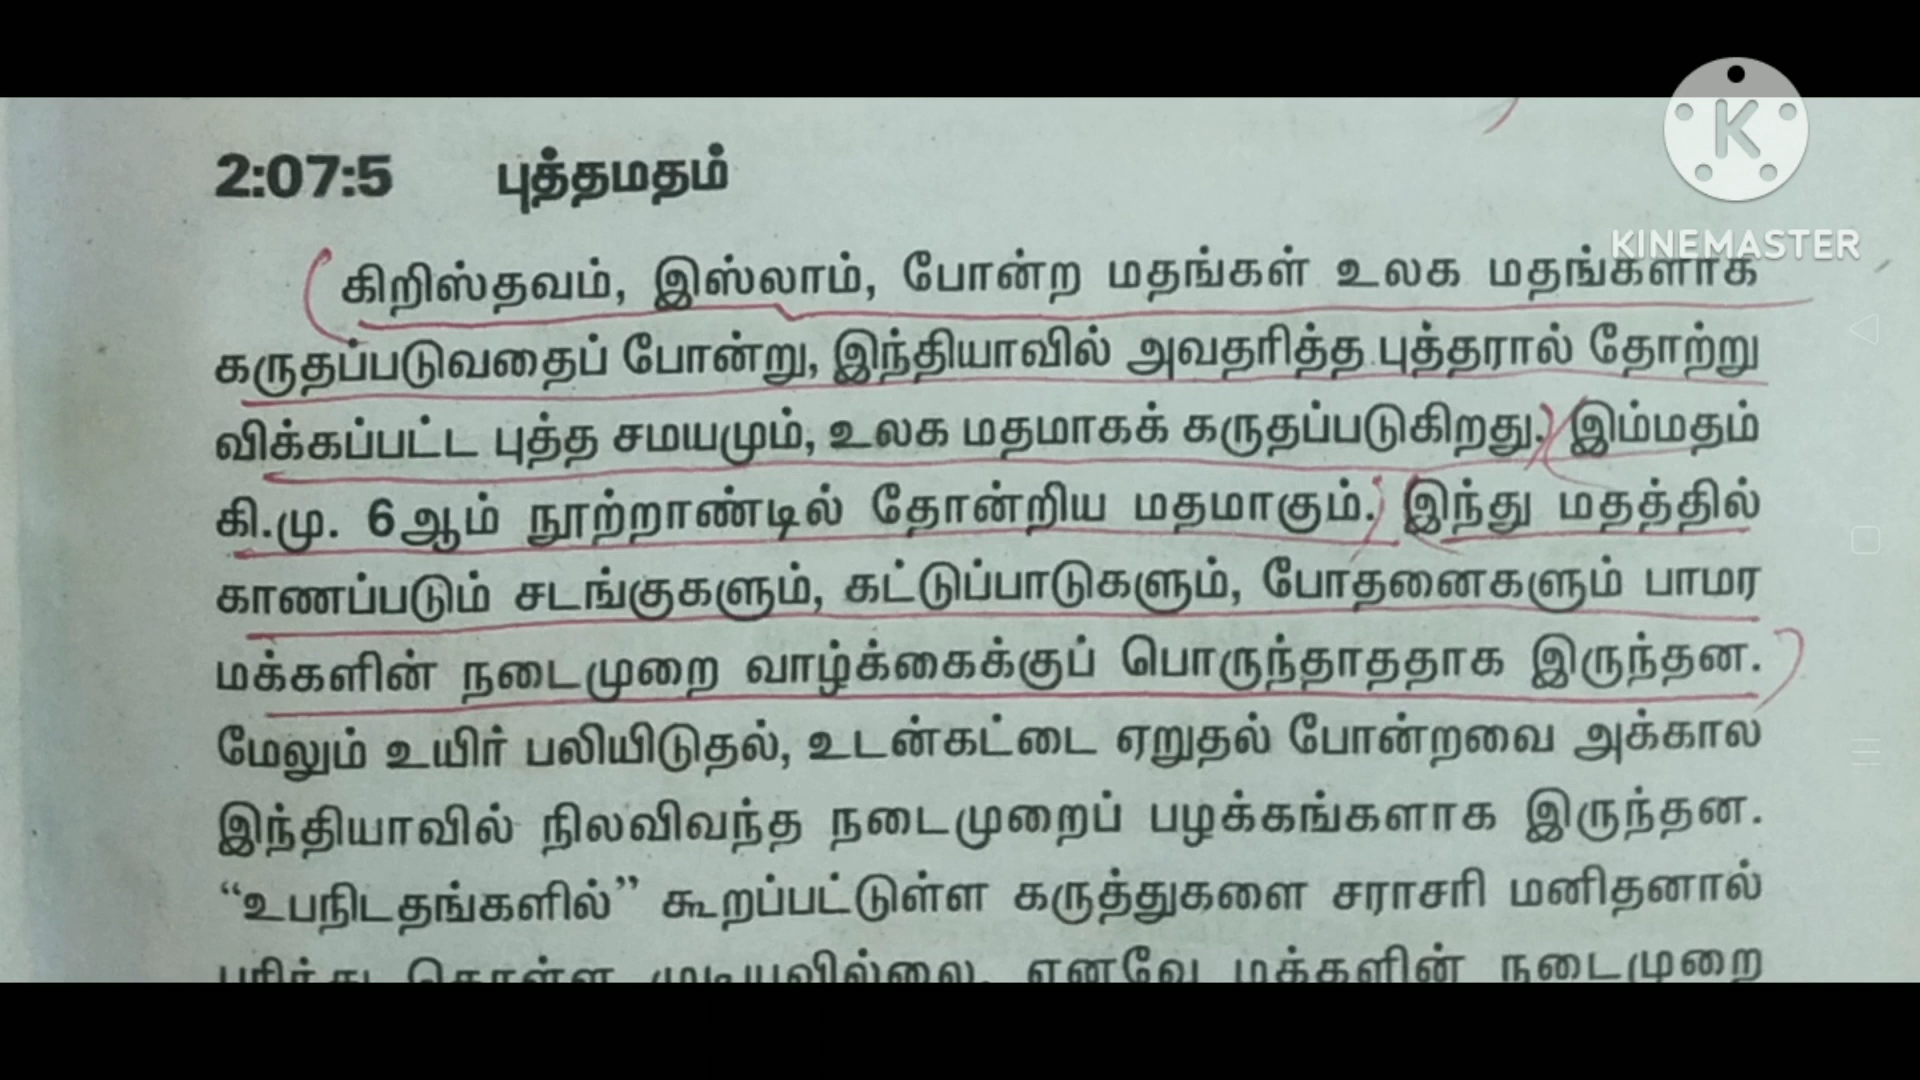 2:07:5 புத்தமதம்
KINEMASTER
கிறிஸ்தவம், இஸ்லாம், போன்ற மதங்கள் உலக மதங்களாக
கருதப்படுவதைப் போன்று, இந்தியாவில் அவதரித்த புத்தரால் தோற்று
விக்கப்பட்ட புத்த சமயமும், உலக மதமாகக் கருதப்படுகிறது. இம்மதம்
கி.மு. 6ஆம் நூற்றாண்டில் தோன்றிய மதமாகும். இந்து மதத்தில்
காணப்படும் சடங்குகளும், கட்டுப்பாடுகளும், போதனைகளும் பாமர
மக்களின் நடைமுறை வாழ்க்கைக்குப் பொருந்தாததாக இருந்தன.
மேலும் உயிர் பலியிடுதல், உடன்கட்டை ஏறுதல் போன்றவை அக்கால
இந்தியாவில் நிலவிவந்த நடைமுறைப் பழக்கங்களாக இருந்தன.
“உபநிடதங்களில்” கூறப்பட்டுள்ள கருத்துகளை சராசரி மனிதனால்
முடியவில்லை. எனவே மக்களின் நடைமுறை